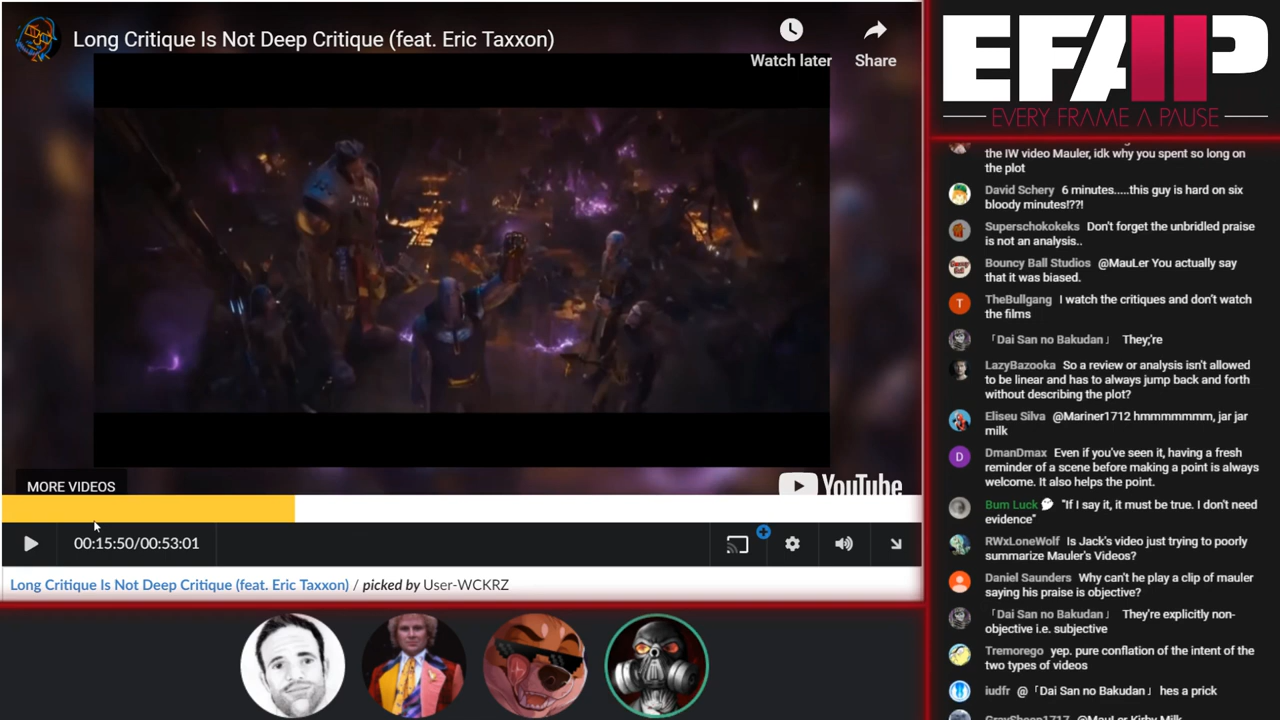 Long Critique Is Not Deep Critique (feat. Eric Taxxon)
Watch later
Share
MORE VIDEOS
YouTube
00:15:50/00:53:01
Long Critique Is Not Deep Critique (feat. Eric Taxxon) / picked by User-WCKRZ
EFAP
EVERY FRAME A PAUSE
the IW video Mauler, idk why you spent so long on
the plot
David Schery 6 minutes.....this guy is hard on six
bloody minutes!??!
Superschokokeks Don't forget the unbridled praise
is not an analysis..
Bouncy Ball Studios @MauLer You actually say
that it was biased.
T
TheBullgang I watch the critiques and don't watch
the films
「Dai San no Bakudan」 They;'re
LazyBazooka So a review or analysis isn't allowed
to be linear and has to always jump back and forth
without describing the plot?
Eliseu Silva @Mariner1712 hmmmmmmm, jar jar
milk
D
DmanDmax Even if you've seen it, having a fresh
reminder of a scene before making a point is always
welcome. It also helps the point.
Bum Luck "If I say it, it must be true. I don't need
evidence"
RWxLoneWolf Is Jack's video just trying to poorly
summarize Mauler's Videos?
Daniel Saunders Why can't he play a clip of mauler
saying his praise is objective?
「Dai San no Bakudan」 They're explicitly non-
objective i.e. subjective
Tremorego yep. pure conflation of the intent of the
two types of videos
iudfr @「Dai San no Bakudan」 hes a prick
@MauLer Kirby Milk